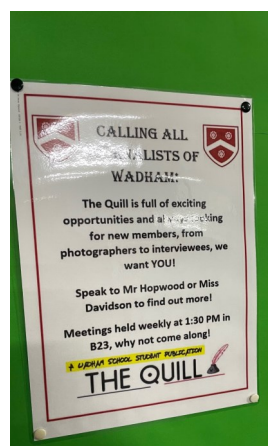 CALLING ALL
OF
WADHAM!
The Quill is full of exciting
opportunities and
for new members, from
photographers to interviewees, we
want YOU!
Speak to Mr Hopwood or Miss
Davidson to find out more!
Meetings held weekly at 1:30 PM in
B23, why not come along!
A WADHAM SCHOOL STUDENT PUBLICATION
THE QUILL